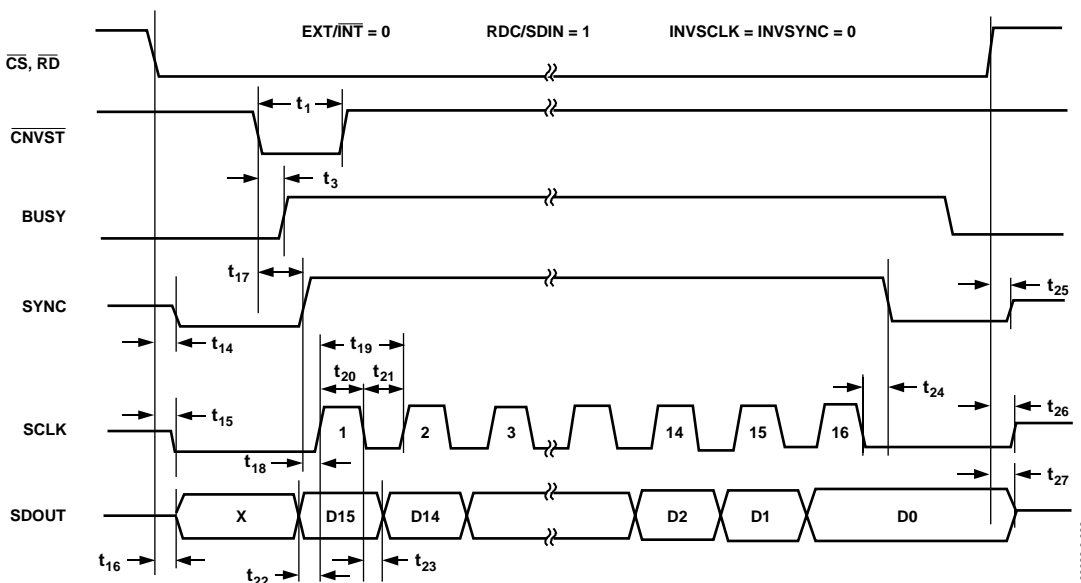 EXT/INT = 0 RDC/SDIN = 1 INVSCLK = INVSYNC = 0
CS, RD
t1
CNVST
t3
BUSY
t17
SYNC
t25
t14
t19
t20 t21
t24
t15
t26
SCLK
1 2 3 14 15 16
t18
t27
SDOUT
X D15 D14 D2 D1 D0
t16
t22
t23